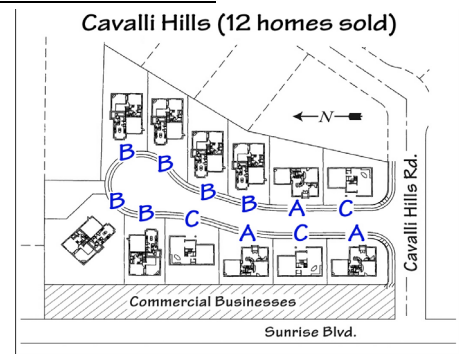 Cavalli Hills (12 homes sold)
N
B B
B B A C
B B C A C A
Cavalli Hills Rd.
Commercial Businesses
Sunrise Blvd.